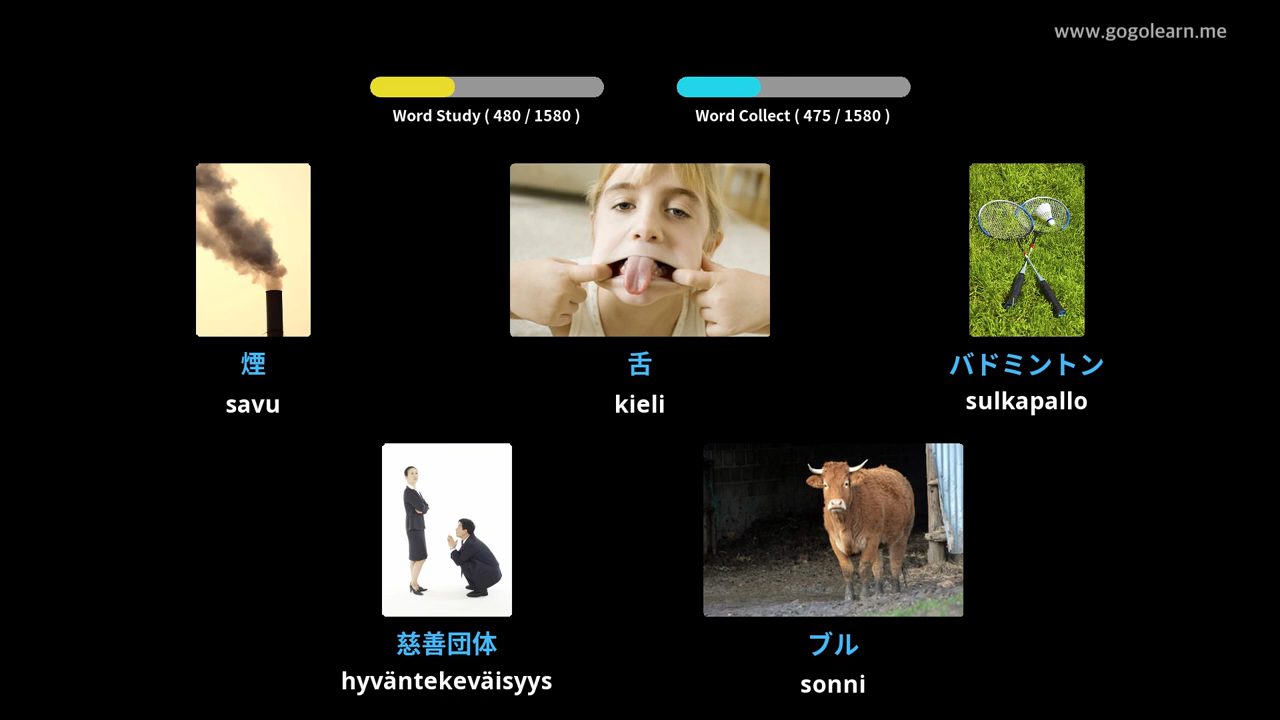 www.gogolearn.me
Word Study ( 480 / 1580 )
Word Collect ( 475 / 1580 )
煙
舌
バドミントン
savu
kieli
sulkapallo
慈善団体
ブル
hyväntekeväisyys
sonni